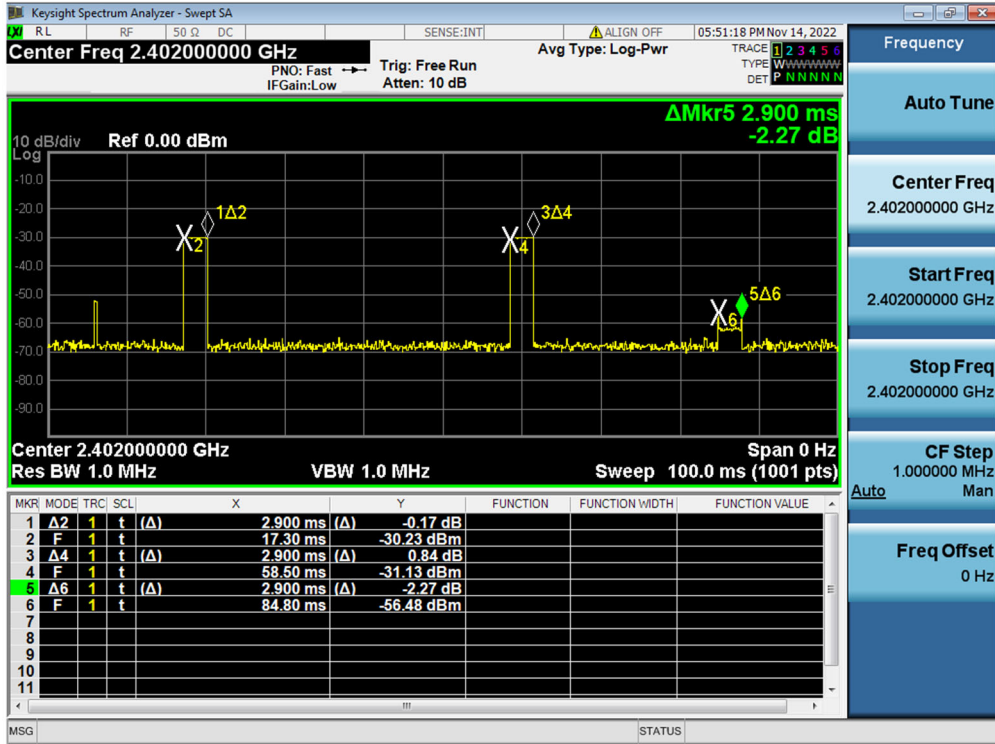 Keysight Spectrum Analyzer - Swept SA
LXI RL RF 50 Ω DC SENSE:INT ALIGN OFF 05:51:18 PM Nov 14, 2022
Center Freq 2.402000000 GHz
PNO: Fast
IFGain:Low
Trig: Free Run
Atten: 10 dB
Avg Type: Log-Pwr
TRACE 1 2 3 4 5 6
TYPE WWWWWW
DET P N N N N N
ΔMkr5 2.900 ms
-2.27 dB
10 dB/div Ref 0.00 dBm
Log
-10.0
-20.0
-30.0
-40.0
-50.0
-60.0
-70.0
-80.0
-90.0
1Δ2
2
3Δ4
4
5Δ6
6
Center 2.402000000 GHz Span 0 Hz
Res BW 1.0 MHz VBW 1.0 MHz Sweep 100.0 ms (1001 pts)
MKR MODE TRC SCL X Y FUNCTION FUNCTION WIDTH FUNCTION VALUE
1 Δ2 1 t (Δ) 2.900 ms (Δ) -0.17 dB
2 F 1 t 17.30 ms -30.23 dBm
3 Δ4 1 t (Δ) 2.900 ms (Δ) 0.84 dB
4 F 1 t 58.50 ms -31.13 dBm
5 Δ6 1 t (Δ) 2.900 ms (Δ) -2.27 dB
6 F 1 t 84.80 ms -56.48 dBm
7
8
9
10
11
MSG STATUS
Frequency
Auto Tune
Center Freq
2.402000000 GHz
Start Freq
2.402000000 GHz
Stop Freq
2.402000000 GHz
CF Step
1.000000 MHz
Auto Man
Freq Offset
0 Hz